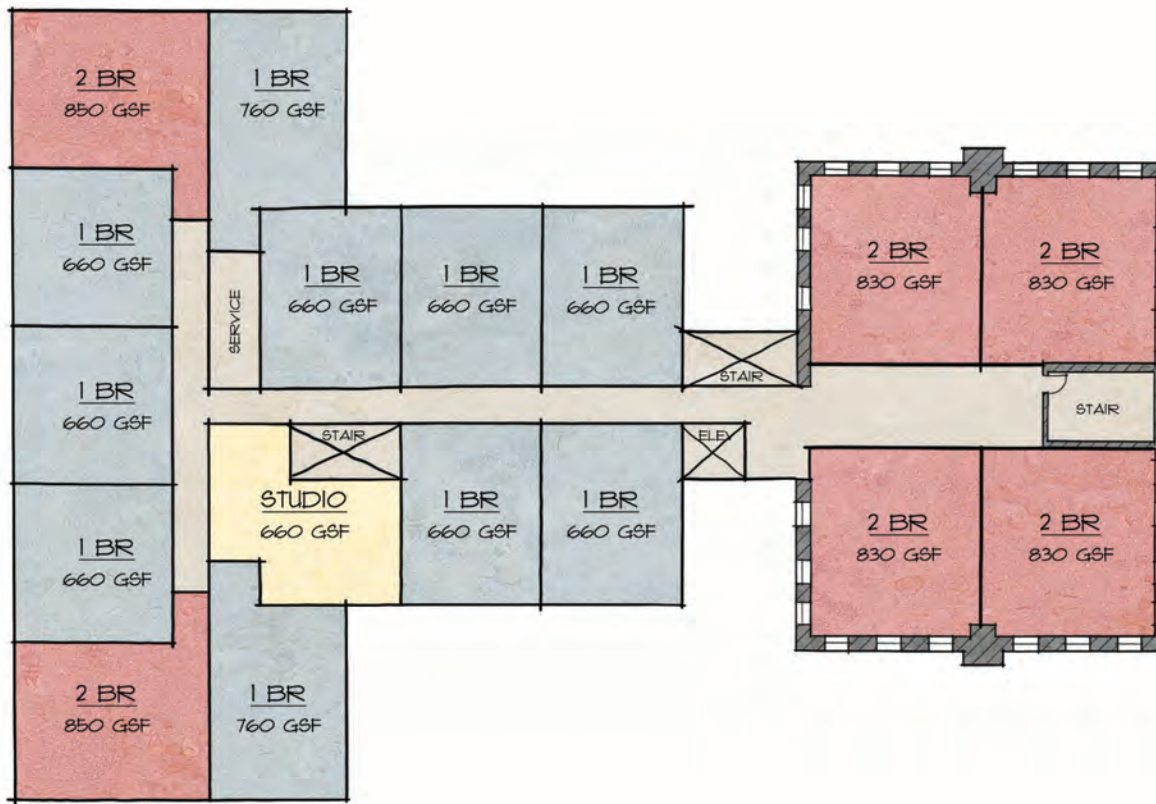 2 BR
850 GSF
1 BR
760 GSF
1 BR
660 GSF
1 BR
660 GSF
1 BR
660 GSF
1 BR
660 GSF
2 BR
830 GSF
2 BR
830 GSF
SERVICE
STAIR
1 BR
660 GSF
STAIR
STAIR
ELEV
STUDIO
660 GSF
1 BR
660 GSF
1 BR
660 GSF
2 BR
830 GSF
2 BR
830 GSF
1 BR
660 GSF
2 BR
850 GSF
1 BR
760 GSF